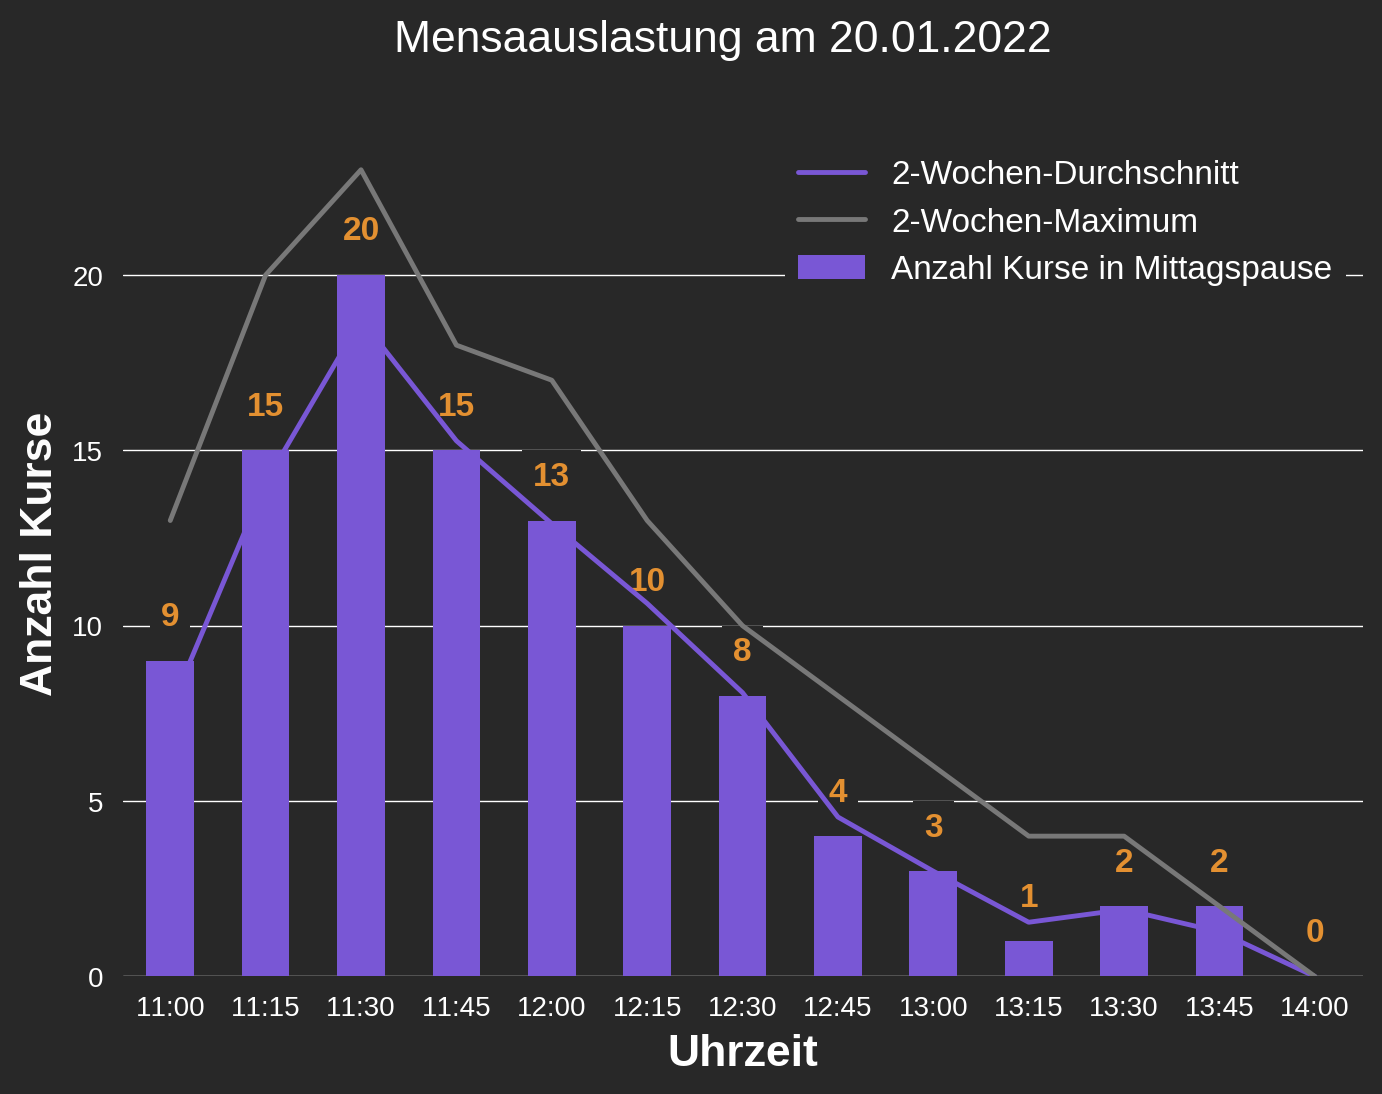 Mensaauslastung am 20.01.2022
2-Wochen-Durchschnitt
2-Wochen-Maximum
Anzahl Kurse in Mittagspause
Anzahl Kurse
20
15
10
5
0
9
15
20
15
13
10
8
4
3
1
2
2
0
11:00 11:15 11:30 11:45 12:00 12:15 12:30 12:45 13:00 13:15 13:30 13:45 14:00
Uhrzeit